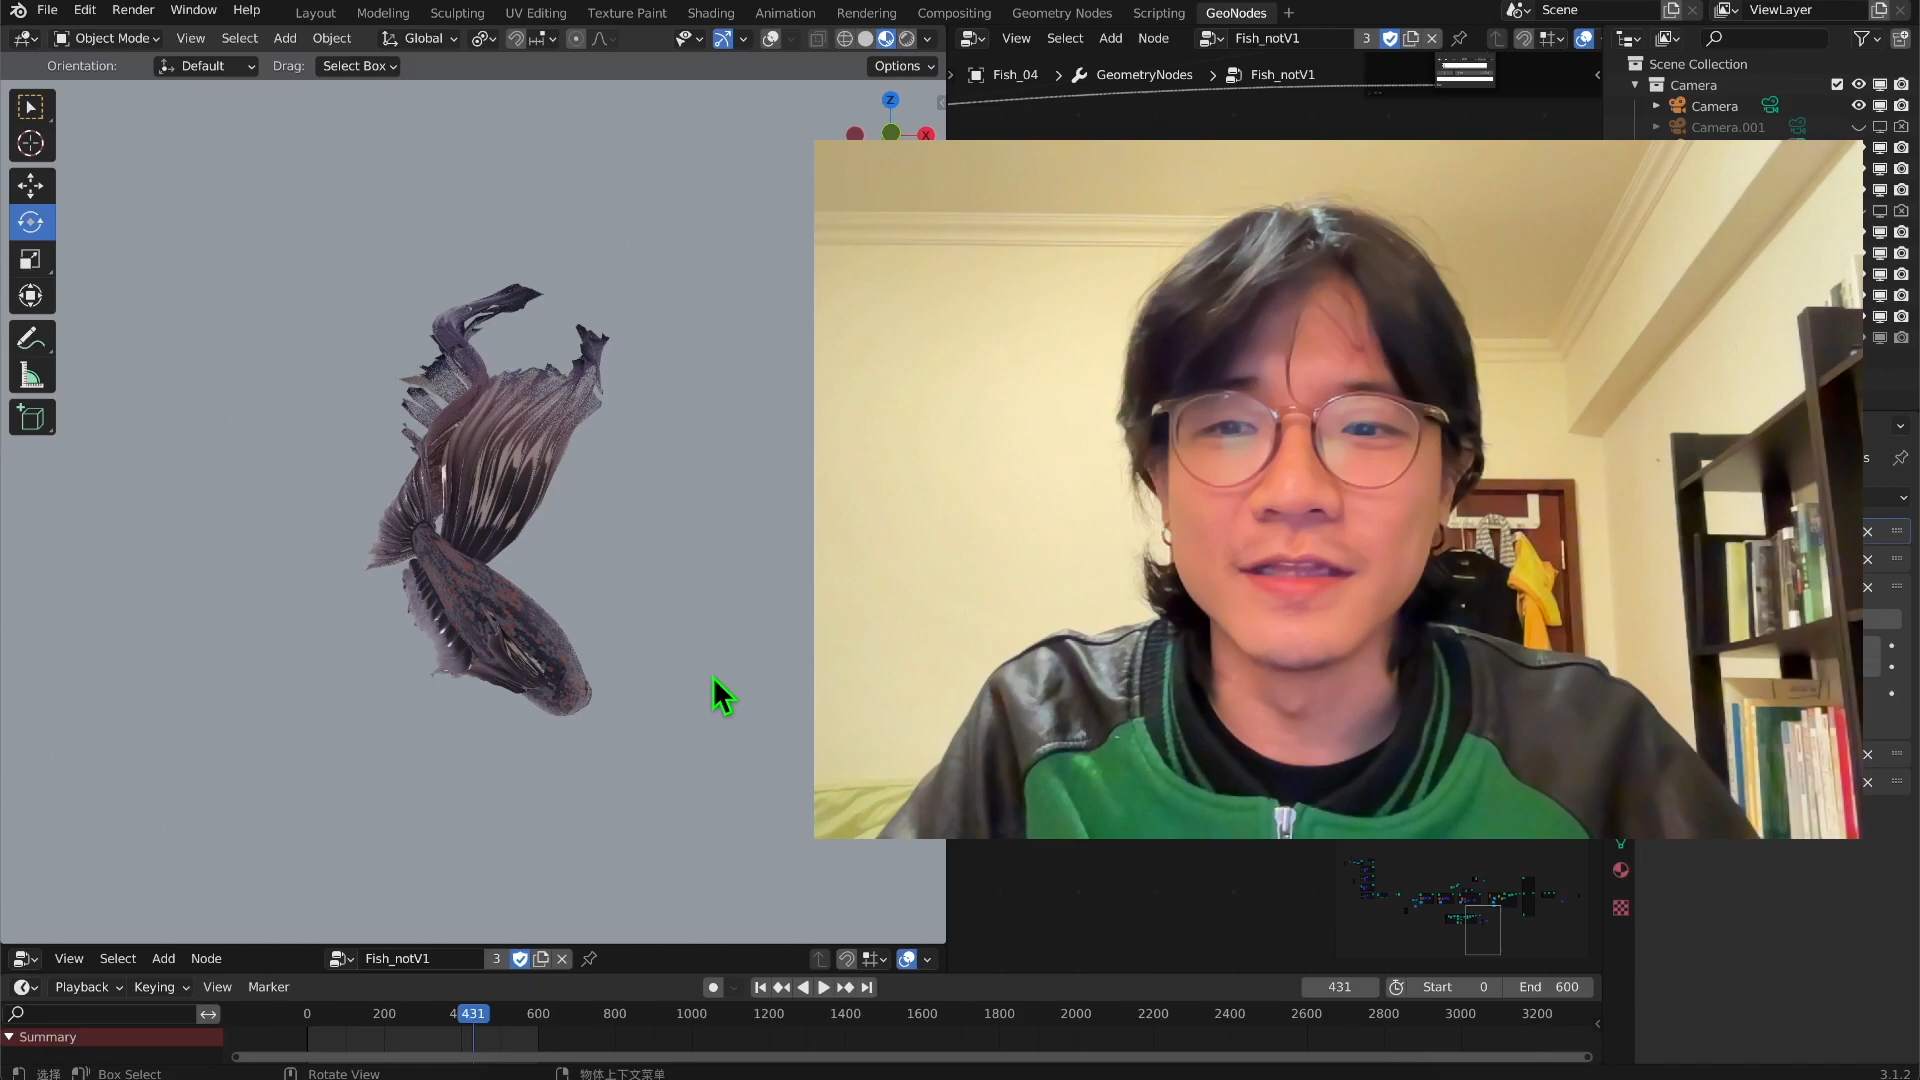 File Edit Render Window Help Layout Modeling Sculpting UV Editing Texture Paint Shading Animation Rendering Compositing Geometry Nodes Scripting GeoNodes Scene ViewLayer
Object Mode View Select Add Object Global View Select Add Node Fish_notV1 3
Orientation: Default Drag: Select Box Options
Fish_04 GeometryNodes Fish_notV1
Scene Collection
Camera
Camera
Camera.001
Z
X
s
View Select Add Node Fish_notV1 3
Playback Keying View Marker 431 Start 0 End 600
0 200 4 431 600 800 1000 1200 1400 1600 1800 2000 2200 2400 2600 2800 3000 3200
Summary
选择 Box Select Rotate View 物体上下文菜单 3.1.2